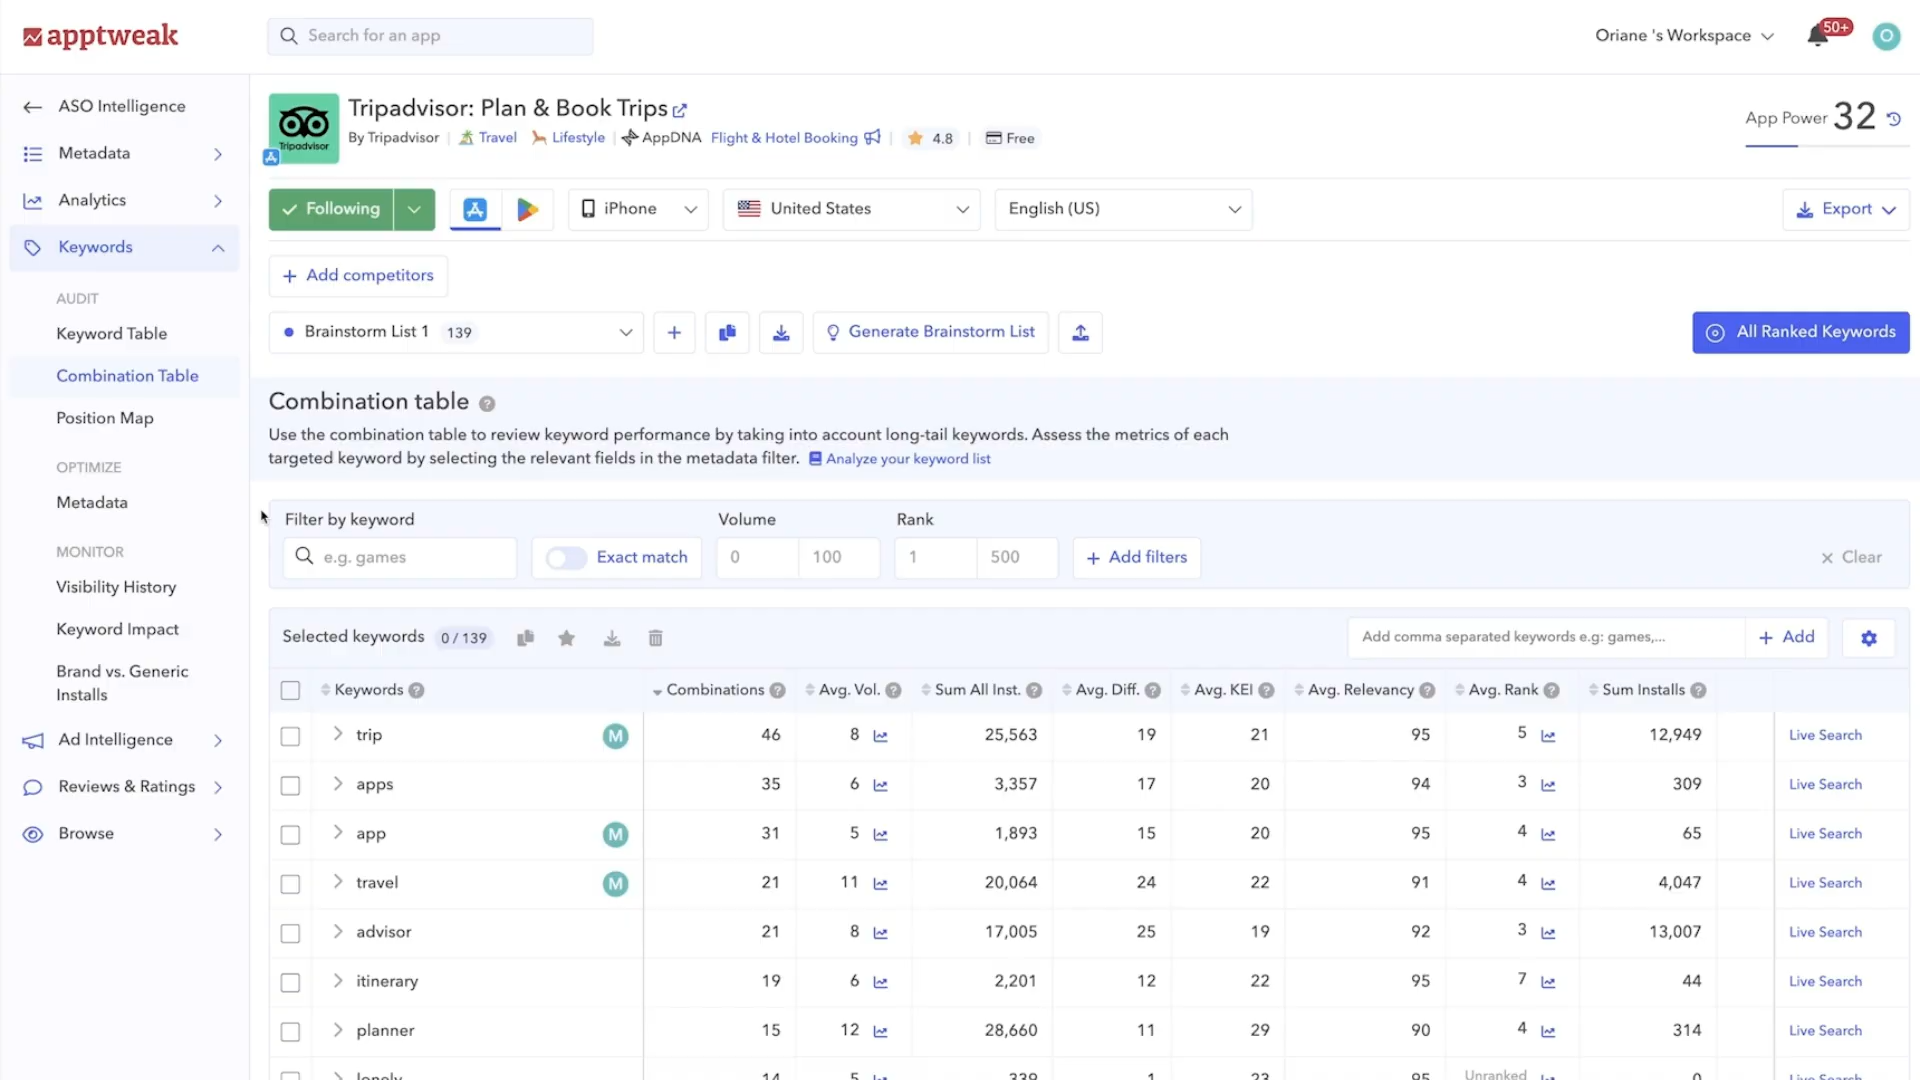 apptweak
Search for an app
Oriane 's Workspace
50+
O
ASO Intelligence
Metadata
Analytics
Keywords
AUDIT
Keyword Table
Combination Table
Position Map
OPTIMIZE
Metadata
MONITOR
Visibility History
Keyword Impact
Brand vs. Generic
Installs
Ad Intelligence
Reviews & Ratings
Browse
Tripadvisor
Tripadvisor: Plan & Book Trips
By Tripadvisor | Travel Lifestyle | AppDNA Flight & Hotel Booking | 4.8 | Free
App Power 32
Following
iPhone
United States
English (US)
Export
+ Add competitors
Brainstorm List 1 139
+
Generate Brainstorm List
All Ranked Keywords
Combination table ?
Use the combination table to review keyword performance by taking into account long-tail keywords. Assess the metrics of each
targeted keyword by selecting the relevant fields in the metadata filter. Analyze your keyword list
Filter by keyword Volume Rank
e.g. games Exact match 0 100 1 500 + Add filters × Clear
Selected keywords 0 / 139
Add comma separated keywords e.g: games,... + Add
Keywords ? Combinations ? Avg. Vol. ? Sum All Inst. ? Avg. Diff. ? Avg. KEI ? Avg. Relevancy ? Avg. Rank ? Sum Installs ?
trip M 46 8 25,563 19 21 95 5 12,949 Live Search
apps 35 6 3,357 17 20 94 3 309 Live Search
app M 31 5 1,893 15 20 95 4 65 Live Search
travel M 21 11 20,064 24 22 91 4 4,047 Live Search
advisor 21 8 17,005 25 19 92 3 13,007 Live Search
itinerary 19 6 2,201 12 22 95 7 44 Live Search
planner 15 12 28,660 11 29 90 4 314 Live Search
lonely 14 5 339 1 23 95 Unranked 0 Live Search